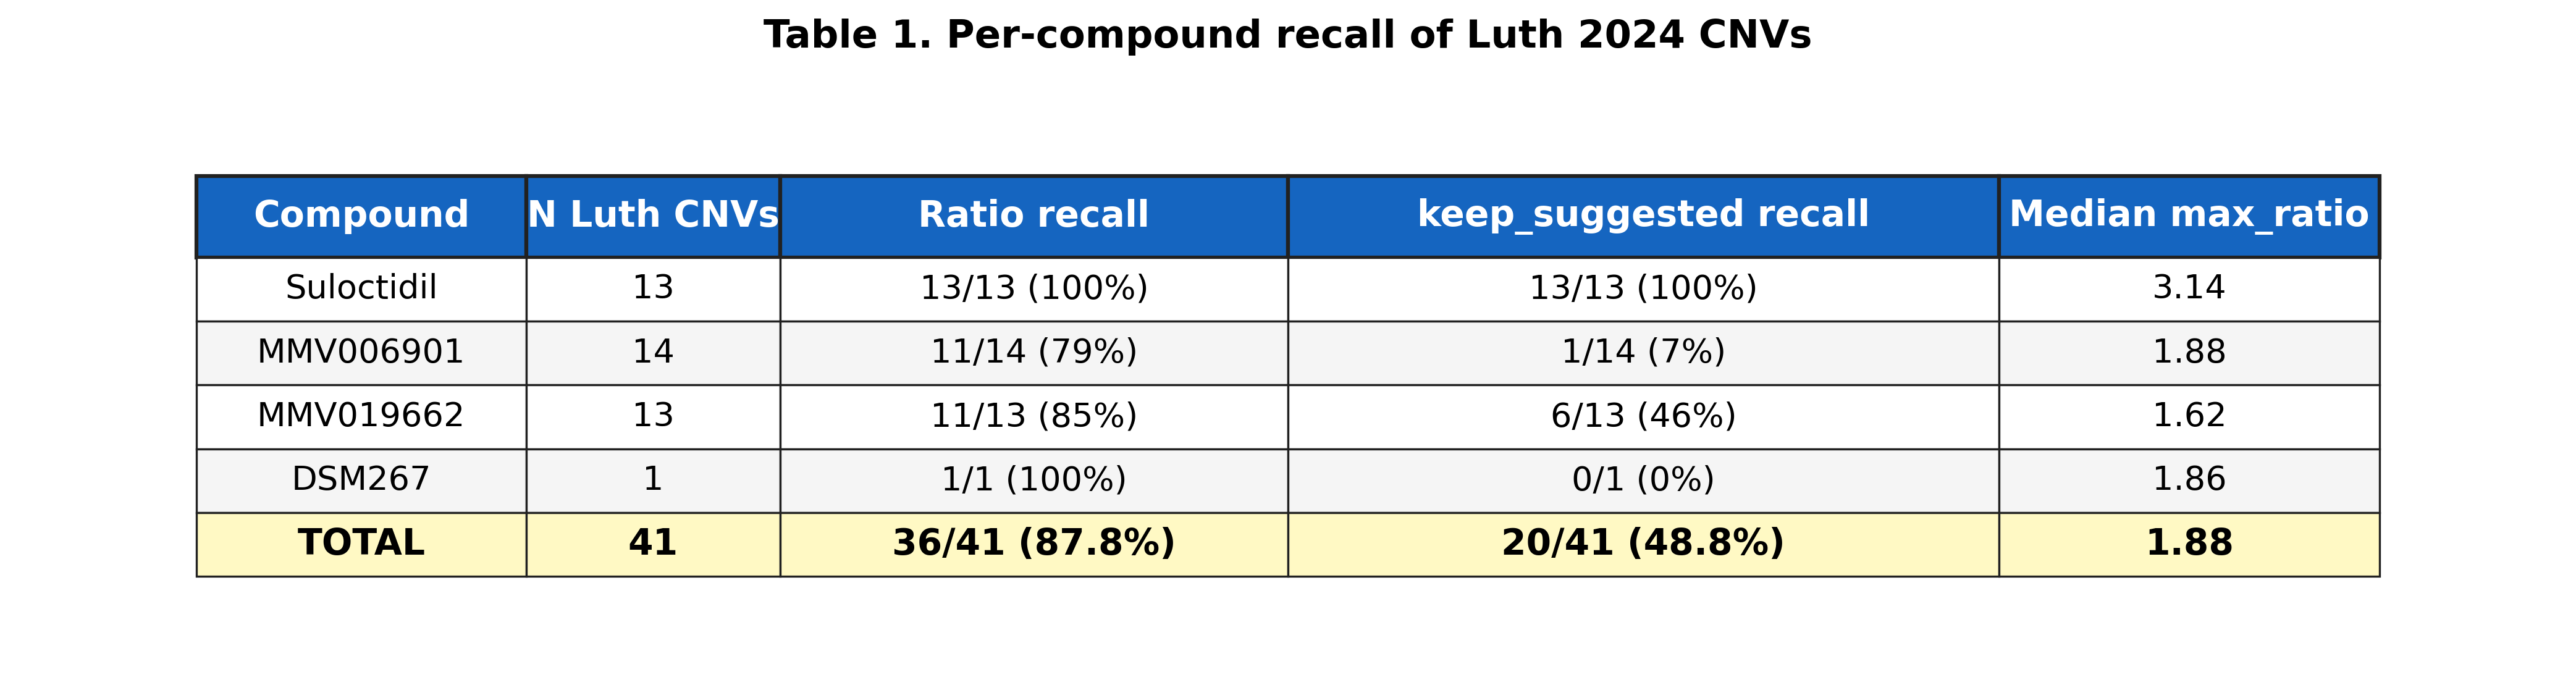 Table 1. Per-compound recall of Luth 2024 CNVs
Compound N Luth CNVs Ratio recall keep_suggested recall Median max_ratio
Suloctidil 13 13/13 (100%) 13/13 (100%) 3.14
MMV006901 14 11/14 (79%) 1/14 (7%) 1.88
MMV019662 13 11/13 (85%) 6/13 (46%) 1.62
DSM267 1 1/1 (100%) 0/1 (0%) 1.86
TOTAL 41 36/41 (87.8%) 20/41 (48.8%) 1.88